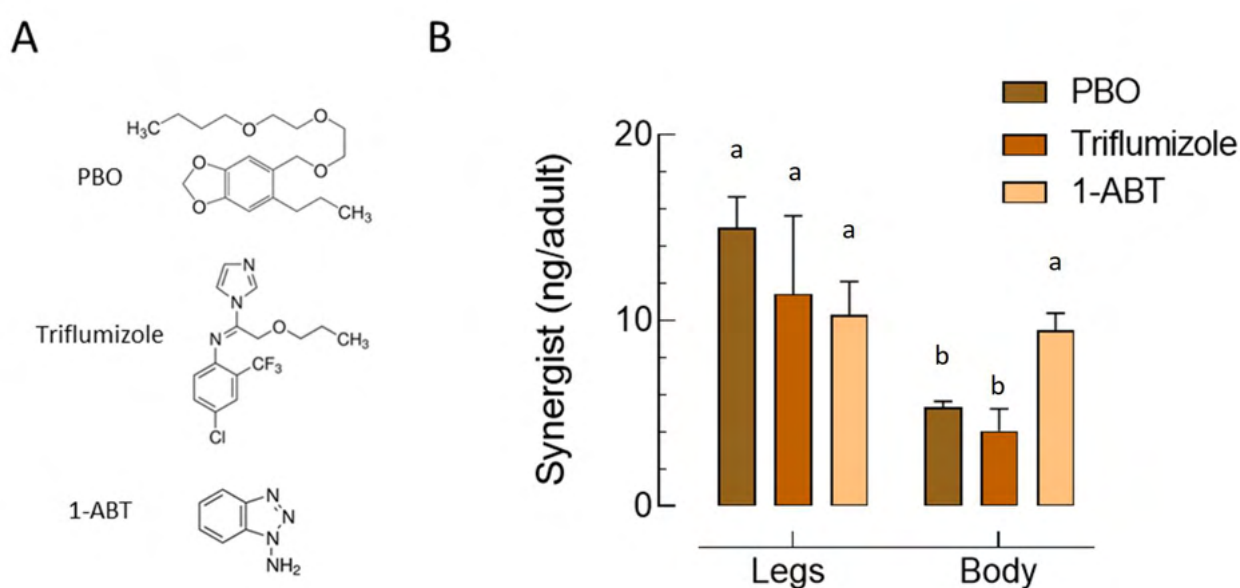 A
H₃C
O
O
O
O
O
CH₃
PBO
N
N
N
O
CH₃
CF₃
Cl
Triflumizole
N
N
N
NH₂
1-ABT
B
PBO
Triflumizole
1-ABT
Synergist (ng/adult)
20
10
0
a
a
a
b
b
a
Legs
Body